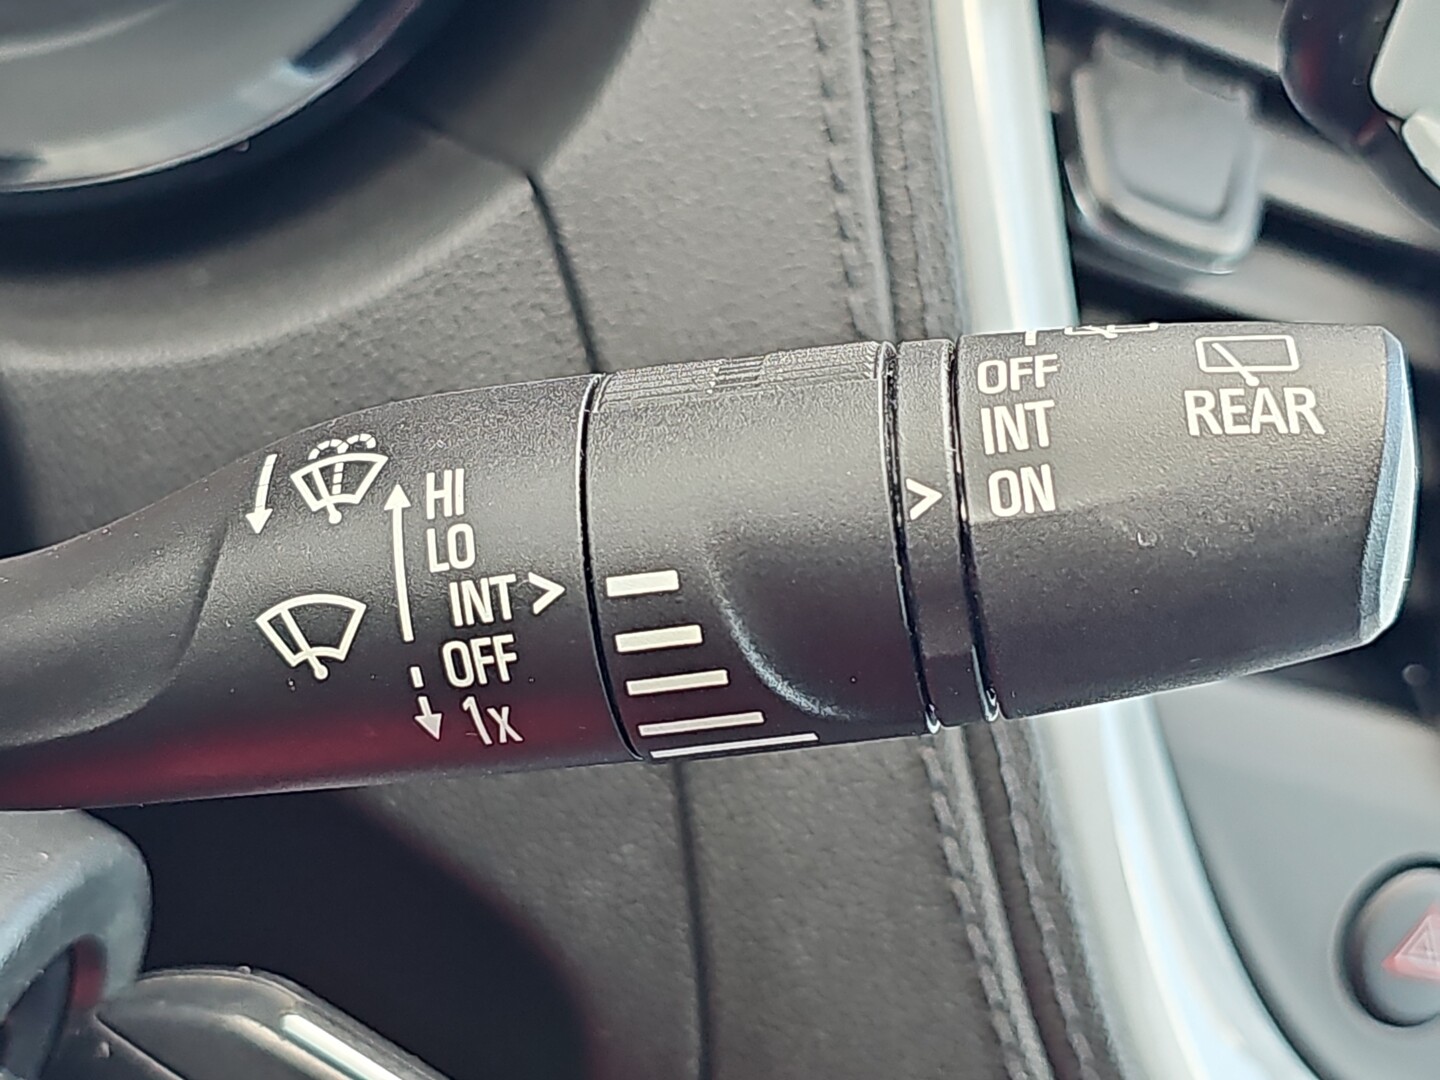 HI
LO
INT >
OFF
1x
>
OFF
INT
ON
REAR